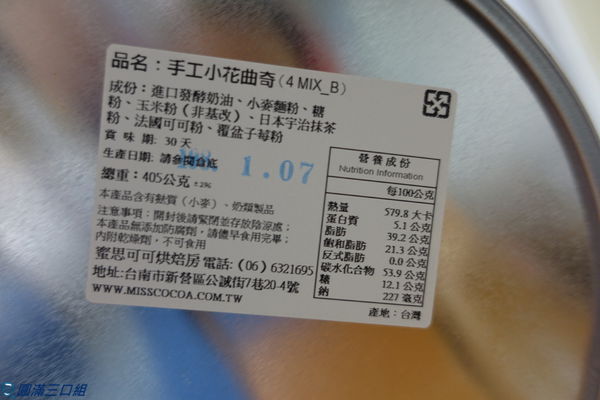 品名：手工小花曲奇(4 MIX_B)
成份：進口發酵奶油、小麥麵粉、糖
粉、玉米粉(非基改)、日本宇治抹茶
粉、法國可可粉、覆盆子莓粉
賞 味 期: 30 天
生產日期: 請參閱盒底
1.07
總重：405公克 ±2%
本產品含有麩質（小麥）、奶類製品
注意事項：開封後請緊閉並存放陰涼處；
本產品無添加防腐劑，請儘早食用完畢；
內附乾燥劑，不可食用
蜜思可可烘焙房 電話:（06）6321695
地址:台南市新營區公誠街7巷20-4號
WWW.MISSCOCOA.COM.TW
營養成份
Nutrition Information
每100公克
熱量 579.8 大卡
蛋白質 5.1 公克
脂肪 39.2 公克
飽和脂肪 21.3 公克
反式脂肪 0.0 公克
碳水化合物 53.9 公克
糖 12.1 公克
鈉 227 毫克
產地：台灣
圓滿三口組